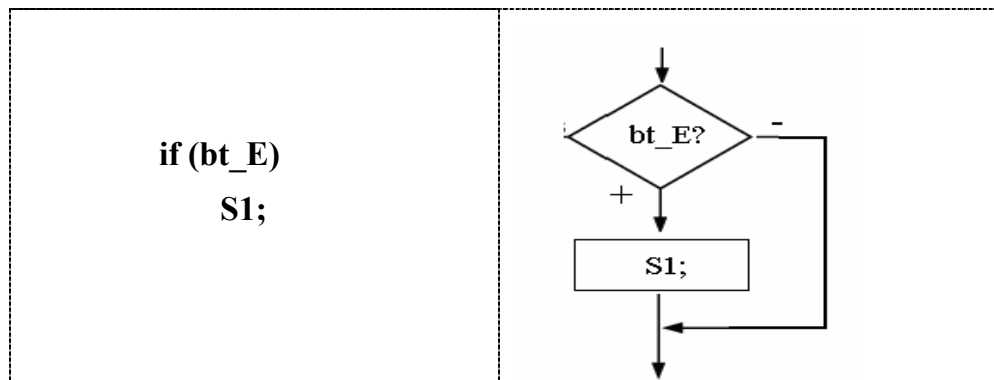 if (bt_E)
S1;
bt_E?
-
+
S1;